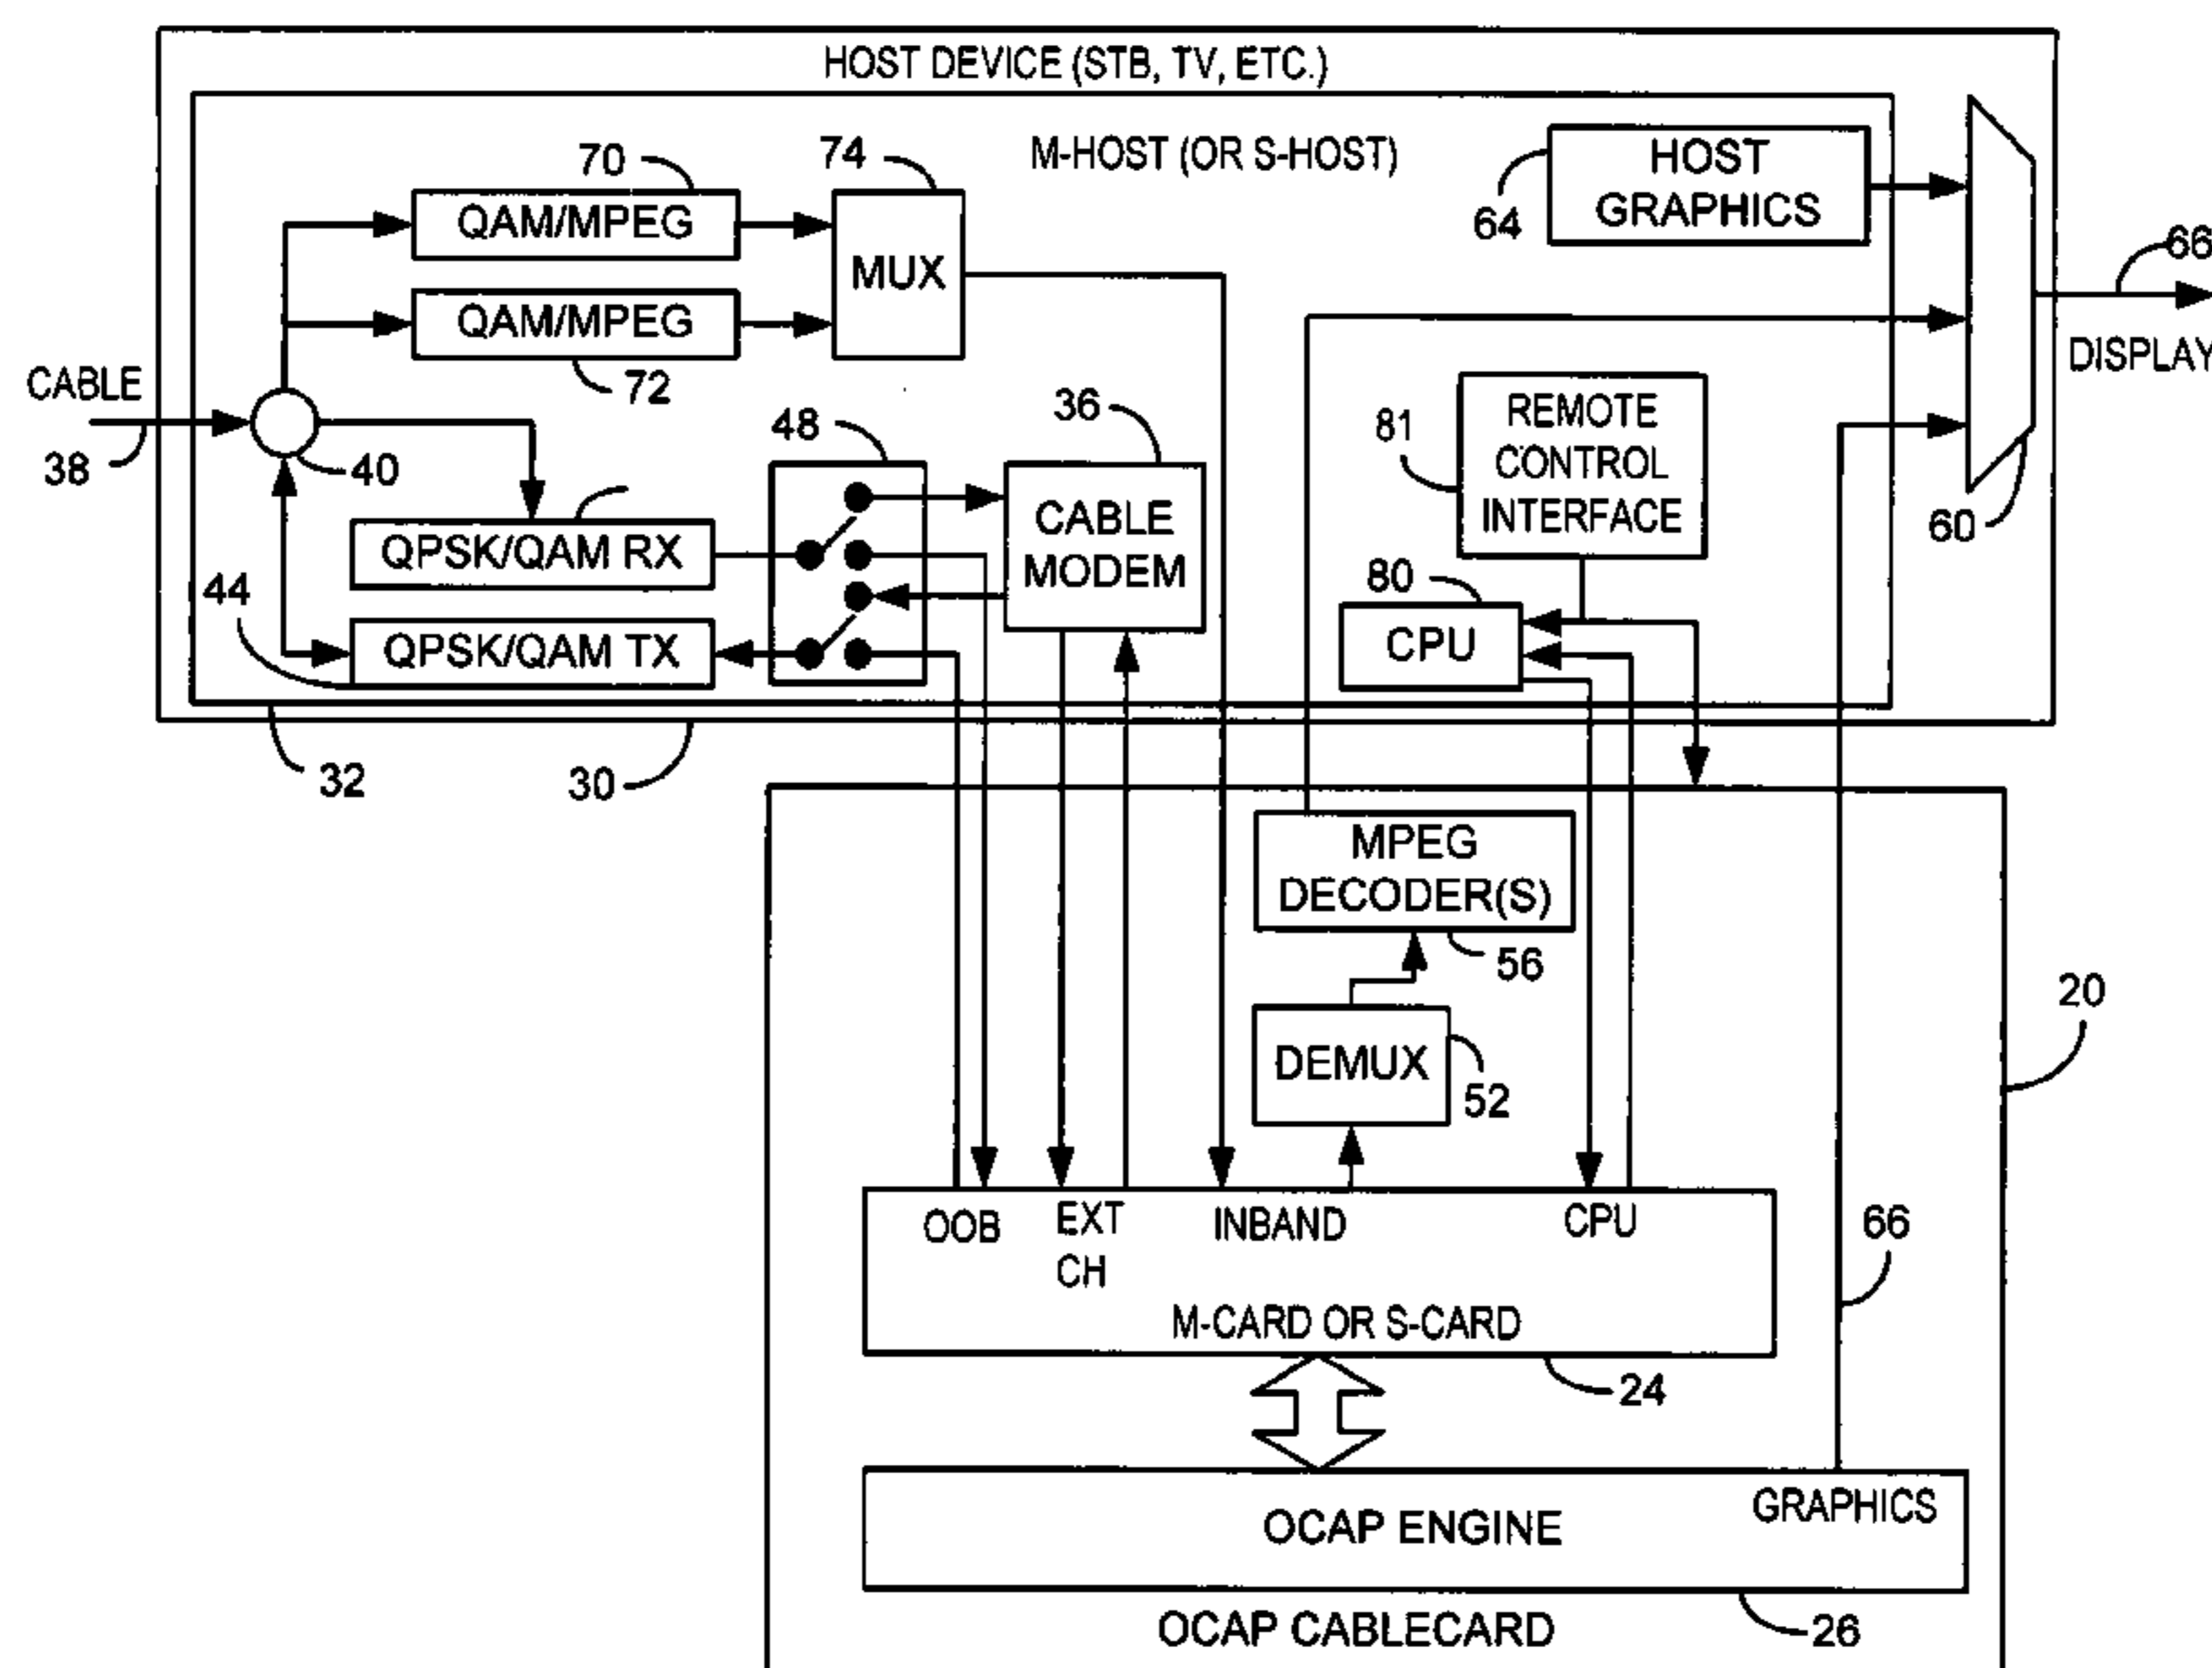 HOST DEVICE (STB, TV, ETC.)
M-HOST (OR S-HOST)
70
74
QAM/MPEG
QAM/MPEG
72
MUX
HOST
GRAPHICS
64
66
DISPLAY
CABLE
38
40
48
36
CABLE
MODEM
81
REMOTE
CONTROL
INTERFACE
60
QPSK/QAM RX
44
QPSK/QAM TX
80
CPU
32
30
MPEG
DECODER(S)
56
20
DEMUX
52
OOB
EXT
CH
INBAND
CPU
66
M-CARD OR S-CARD
24
GRAPHICS
OCAP ENGINE
OCAP CABLECARD
26